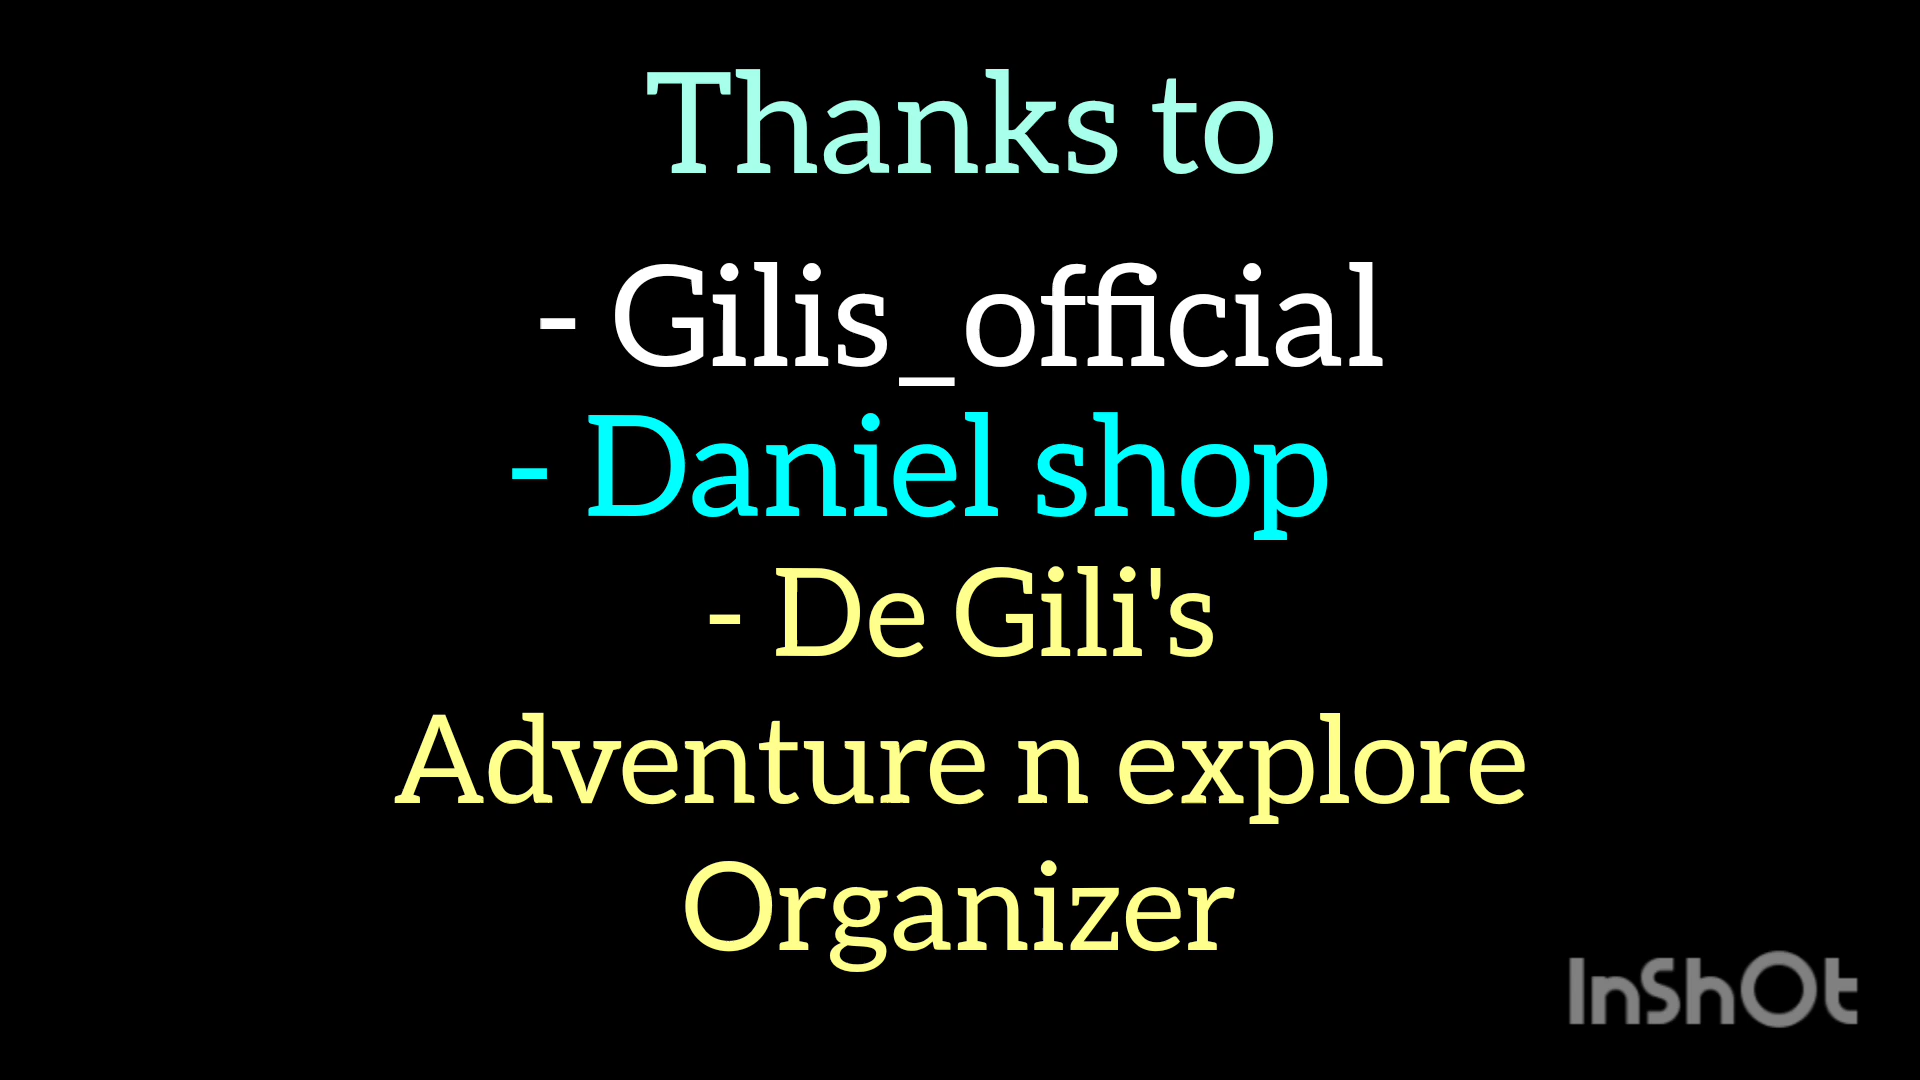 Thanks to
- Gilis_official
- Daniel shop
- De Gili's
Adventure n explore
Organizer
InShOt